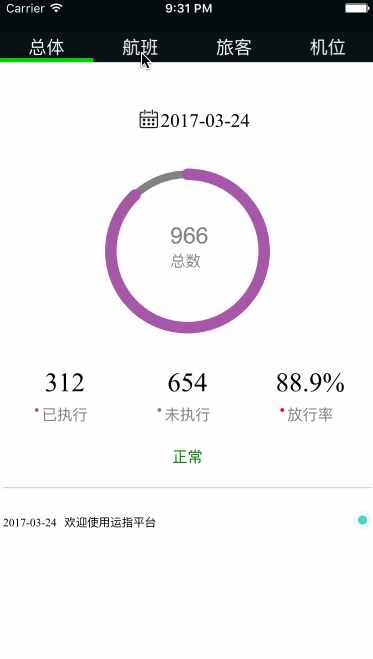 Carrier 9:31 PM
总体 航班 旅客 机位
2017-03-24
966
总数
312 654 88.9%
已执行 未执行 放行率
正常
2017-03-24 欢迎使用运指平台